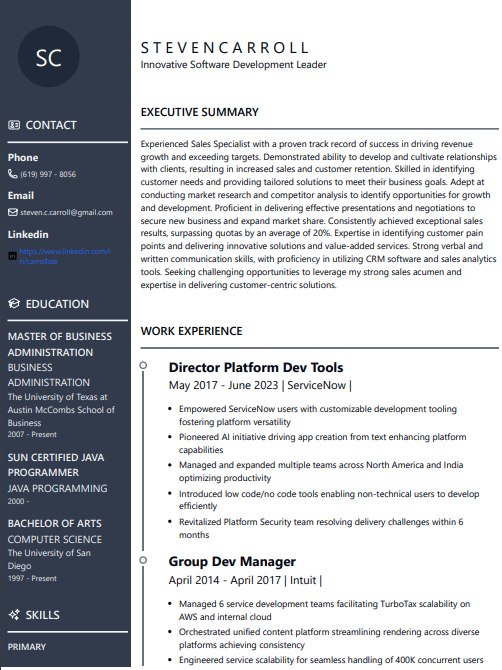 SC
CONTACT
Phone
(619) 997 - 8056
Email
steven.c.carroll@gmail.com
Linkedin
in
https://www.linkedin.com/i
n/carrollste
EDUCATION
MASTER OF BUSINESS
ADMINISTRATION
BUSINESS
ADMINISTRATION
The University of Texas at
Austin McCombs School of
Business
2007 - Present
SUN CERTIFIED JAVA
PROGRAMMER
JAVA PROGRAMMING
2000 -
BACHELOR OF ARTS
COMPUTER SCIENCE
The University of San
Diego
1997 - Present
SKILLS
PRIMARY
STEVENCARROLL
Innovative Software Development Leader
EXECUTIVE SUMMARY
Experienced Sales Specialist with a proven track record of success in driving revenue
growth and exceeding targets. Demonstrated ability to develop and cultivate relationships
with clients, resulting in increased sales and customer retention. Skilled in identifying
customer needs and providing tailored solutions to meet their business goals. Adept at
conducting market research and competitor analysis to identify opportunities for growth
and development. Proficient in delivering effective presentations and negotiations to
secure new business and expand market share. Consistently achieved exceptional sales
results, surpassing quotas by an average of 20%. Expertise in identifying customer pain
points and delivering innovative solutions and value-added services. Strong verbal and
written communication skills, with proficiency in utilizing CRM software and sales analytics
tools. Seeking challenging opportunities to leverage my strong sales acumen and
expertise in delivering customer-centric solutions.
WORK EXPERIENCE
Director Platform Dev Tools
May 2017 - June 2023 | ServiceNow |
• Empowered ServiceNow users with customizable development tooling
fostering platform versatility
• Pioneered AI initiative driving app creation from text enhancing platform
capabilities
• Managed and expanded multiple teams across North America and India
optimizing productivity
• Introduced low code/no code tools enabling non-technical users to develop
efficiently
• Revitalized Platform Security team resolving delivery challenges within 6
months
Group Dev Manager
April 2014 - April 2017 | Intuit |
• Managed 6 service development teams facilitating TurboTax scalability on
AWS and internal cloud
• Orchestrated unified content platform streamlining rendering across diverse
platforms achieving consistency
• Engineered service scalability for seamless handling of 400K concurrent users